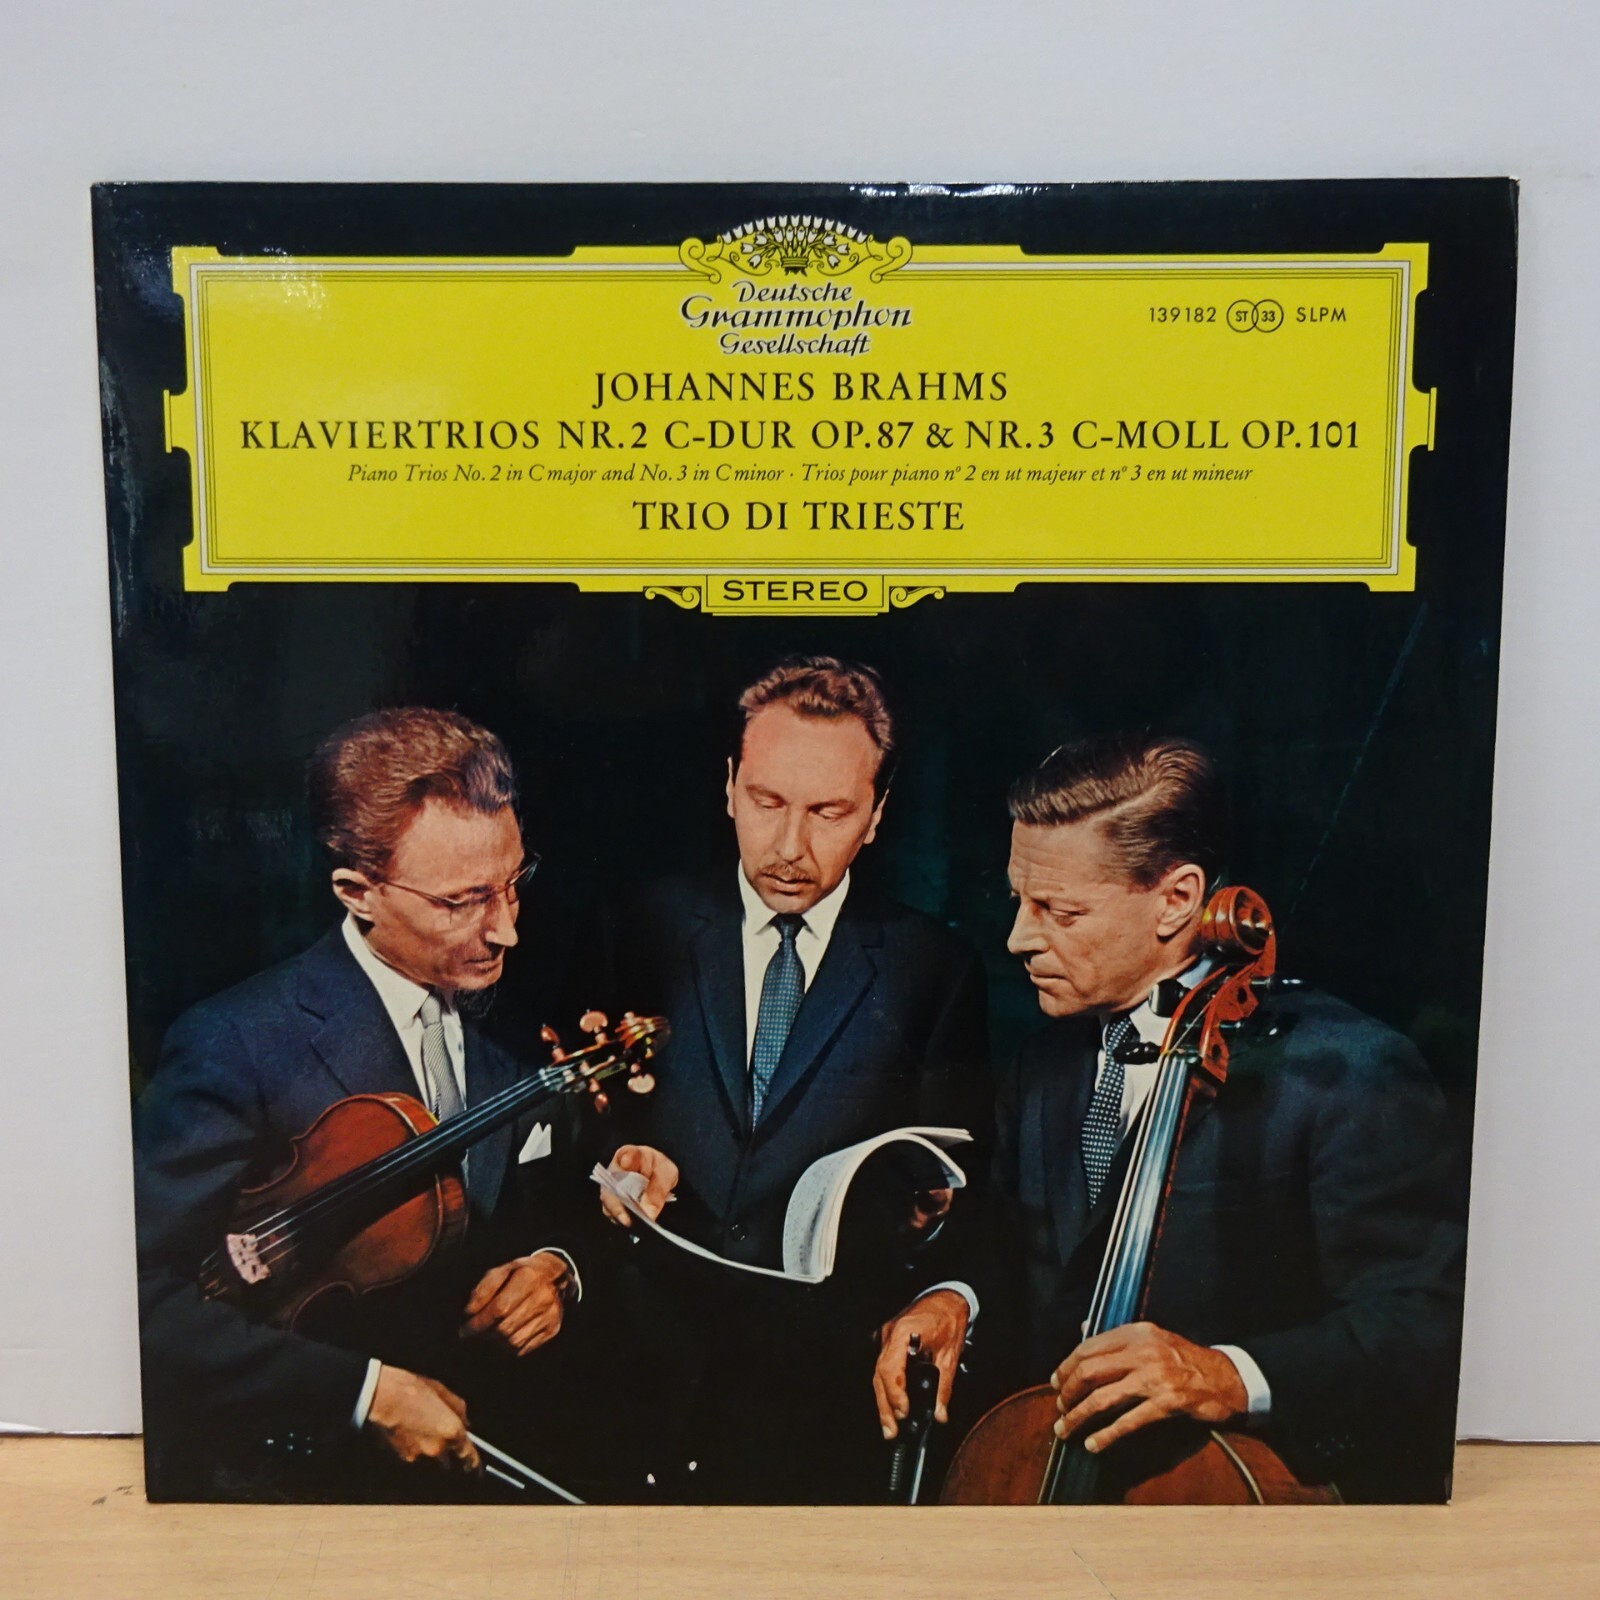 Deutsche
Grammophon
Gesellschaft
139182 ST 33 SLPM
JOHANNES BRAHMS
KLAVIERTRIOS NR.2 C-DUR OP.87 & NR.3 C-MOLL OP.101
Piano Trios No. 2 in C major and No. 3 in C minor · Trios pour piano n° 2 en ut majeur et n° 3 en ut mineur
TRIO DI TRIESTE
STEREO